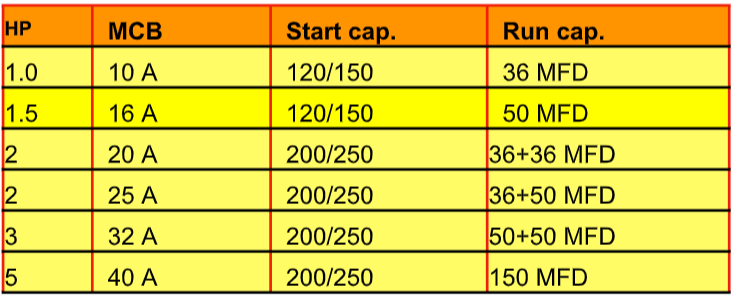 HP MCB Start cap. Run cap.
1.0 10 A 120/150 36 MFD
1.5 16 A 120/150 50 MFD
2 20 A 200/250 36+36 MFD
2 25 A 200/250 36+50 MFD
3 32 A 200/250 50+50 MFD
5 40 A 200/250 150 MFD